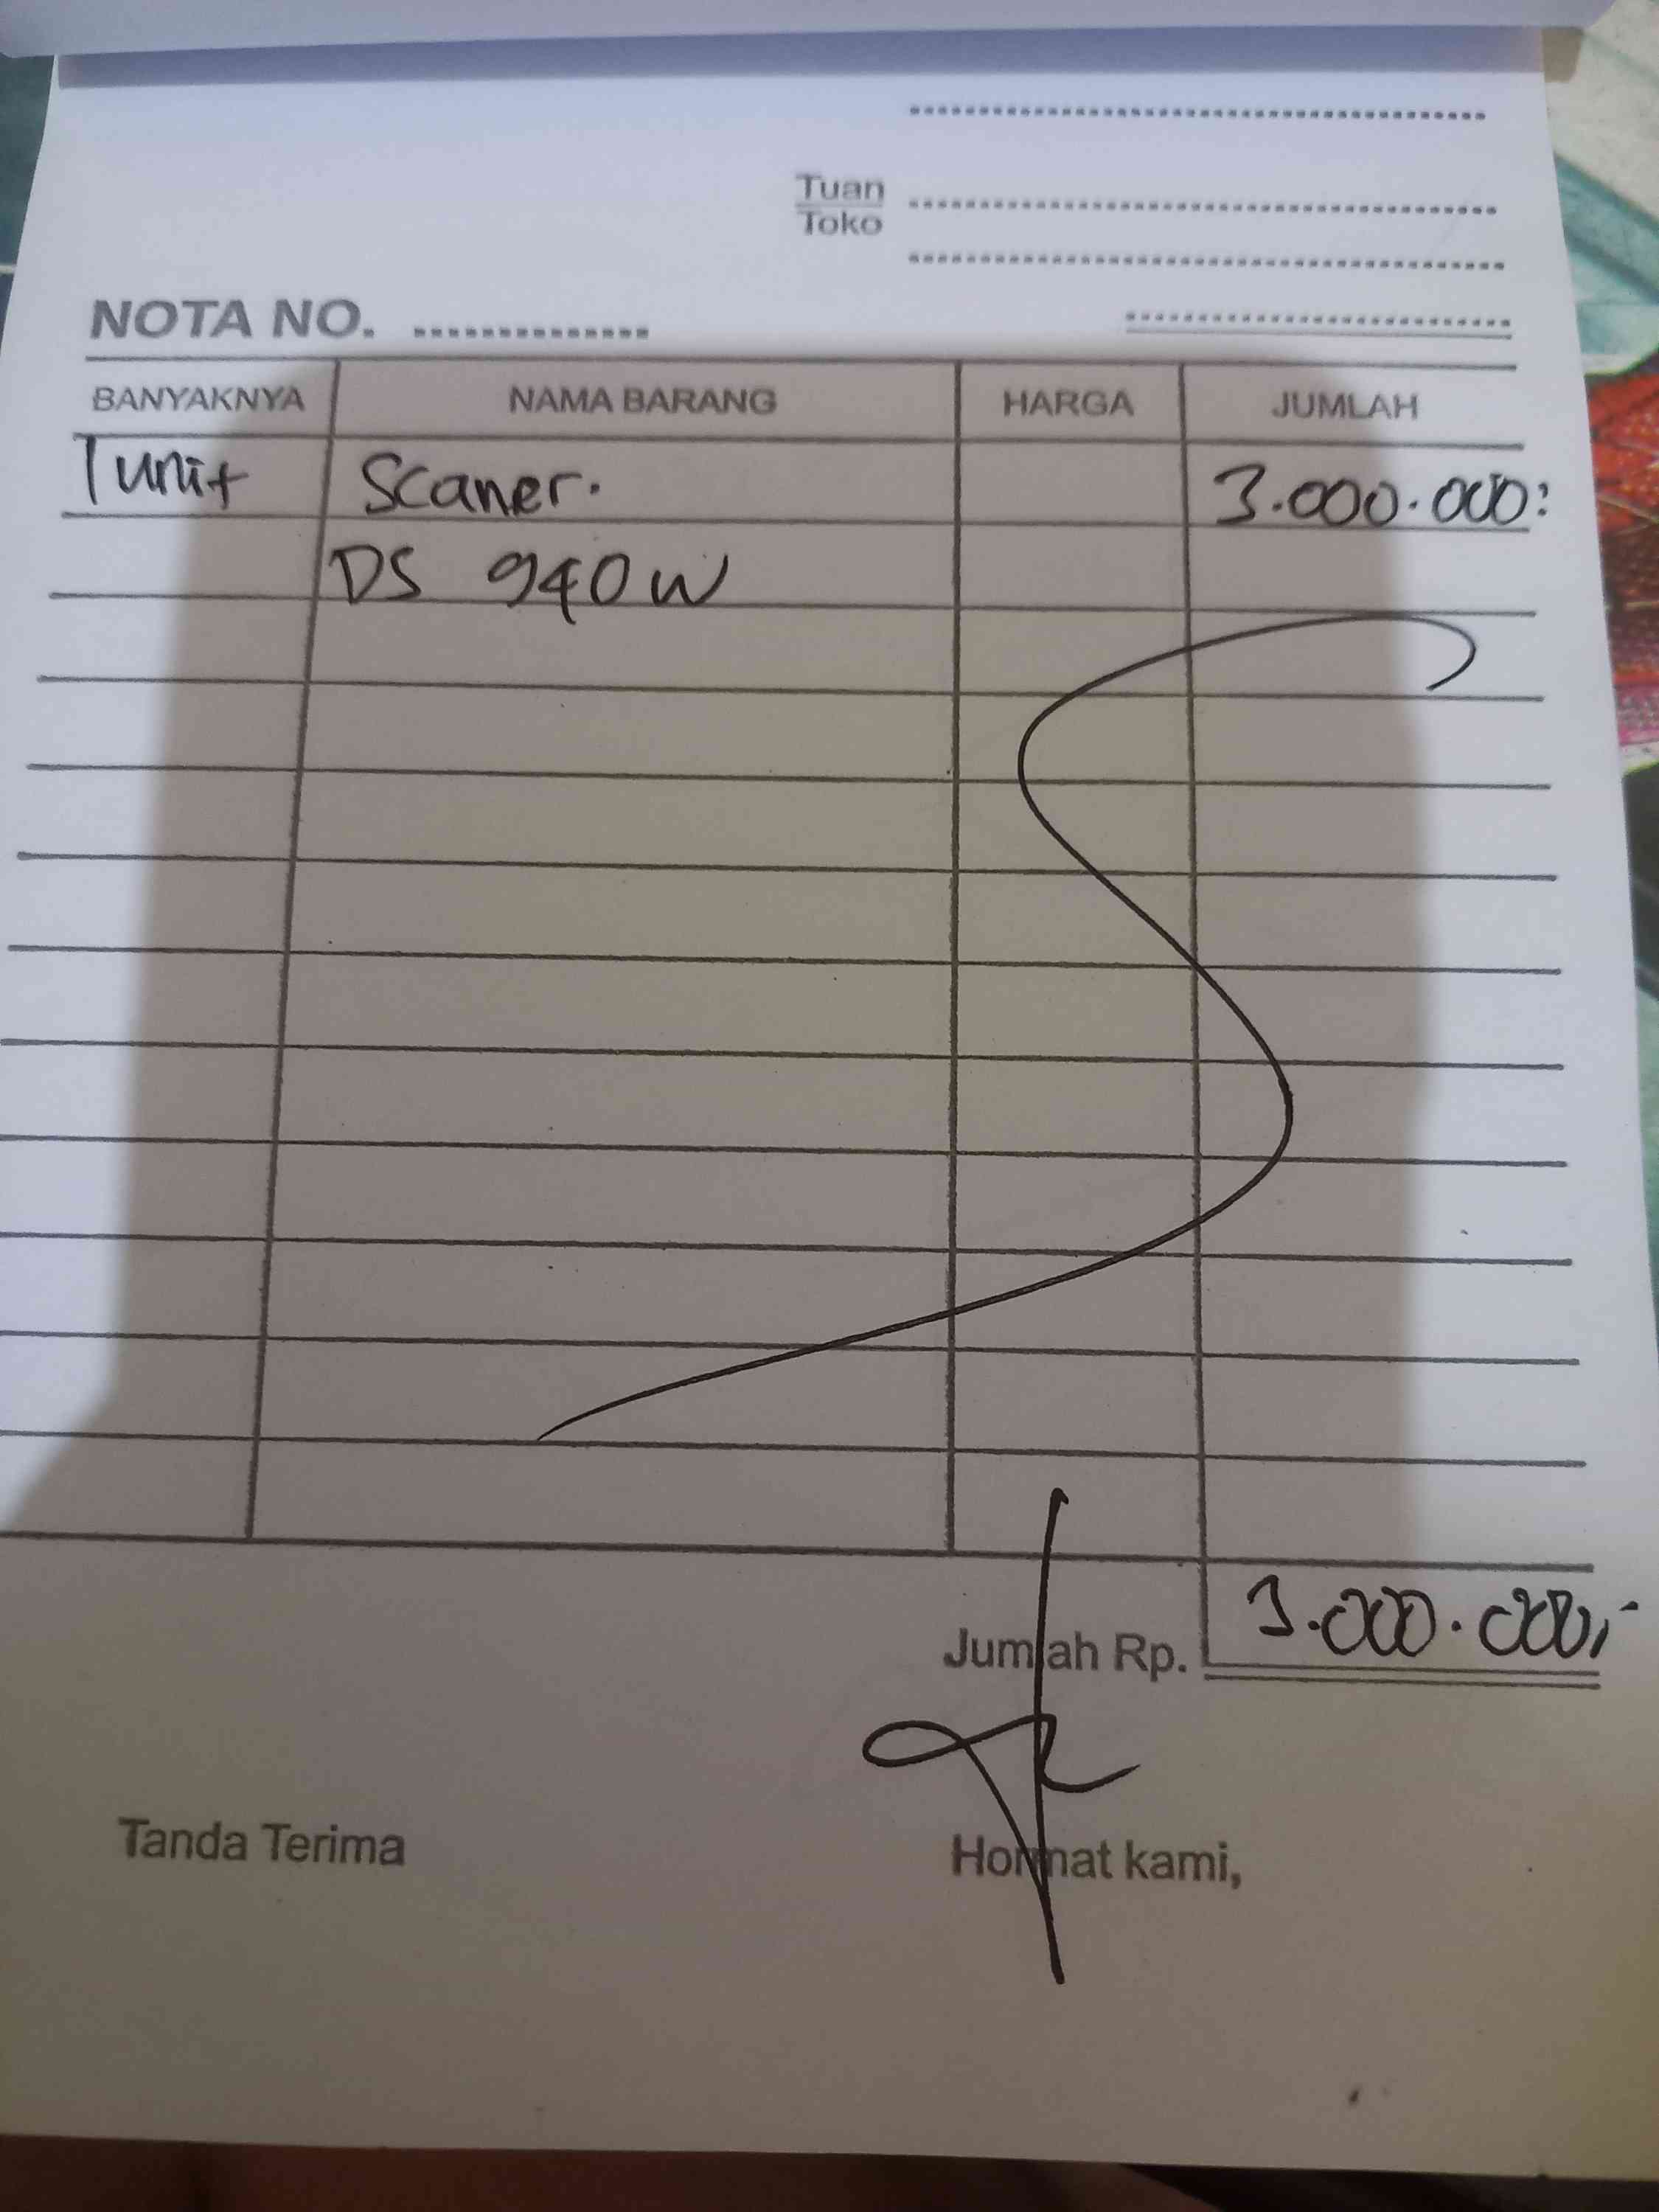 Tuan
Toko
NOTA NO.
BANYAKNYA NAMA BARANG HARGA JUMLAH
1 unit Scaner. 3.000.000:
DS 940 W
Jumlah Rp. 3.000.000,-
Tanda Terima Hormat kami,